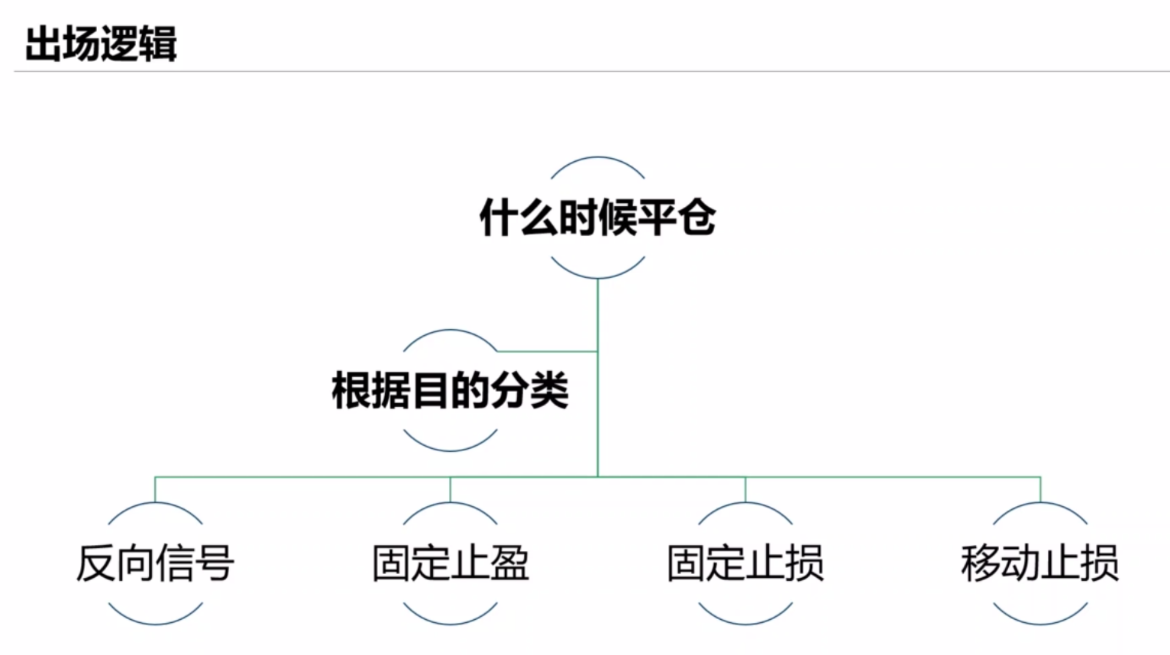 出场逻辑
什么时候平仓
根据目的分类
反向信号
固定止盈
固定止损
移动止损